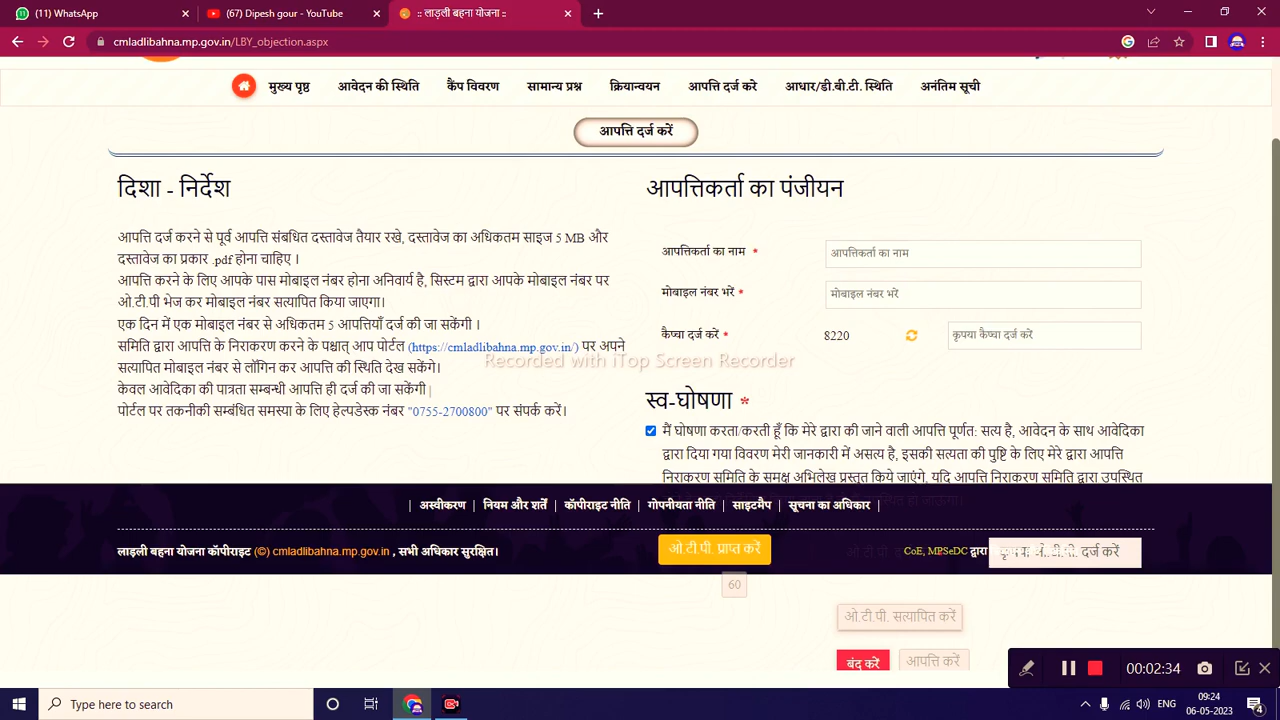 (11) WhatsApp
(67) Dipesh gour - YouTube
:: लाड़ली बहना योजना ::
cmladlibahna.mp.gov.in/LBY_objection.aspx
मुख्य पृष्ठ
आवेदन की स्थिति
कैंप विवरण
सामान्य प्रश्न
क्रियान्वयन
आपत्ति दर्ज करे
आधार/डी.बी.टी. स्थिति
अनंतिम सूची
आपत्ति दर्ज करें
दिशा - निर्देश
आपत्ति दर्ज करने से पूर्व आपत्ति संबधित दस्तावेज तैयार रखे, दस्तावेज का अधिकतम साइज 5 MB और
दस्तावेज का प्रकार .pdf होना चाहिए ।
आपत्ति करने के लिए आपके पास मोबाइल नंबर होना अनिवार्य है, सिस्टम द्वारा आपके मोबाइल नंबर पर
ओ.टी.पी भेज कर मोबाइल नंबर सत्यापित किया जाएगा।
एक दिन में एक मोबाइल नंबर से अधिकतम 5 आपत्तियाँ दर्ज की जा सकेंगी ।
समिति द्वारा आपत्ति के निराकरण करने के पश्चात् आप पोर्टल (https://cmladlibahna.mp.gov.in/) पर अपने
सत्यापित मोबाइल नंबर से लॉगिन कर आपत्ति की स्थिति देख सकेंगे।
केवल आवेदिका की पात्रता सम्बन्धी आपत्ति ही दर्ज की जा सकेंगी |
पोर्टल पर तकनीकी सम्बंधित समस्या के लिए हेल्पडेस्क नंबर "0755-2700800" पर संपर्क करें।
आपत्तिकर्ता का पंजीयन
आपत्तिकर्ता का नाम *
आपत्तिकर्ता का नाम
मोबाइल नंबर भरें *
मोबाइल नंबर भरें
कैप्चा दर्ज करें *
8220
कृपया कैप्चा दर्ज करें
Recorded with iTop Screen Recorder
स्व-घोषणा *
मैं घोषणा करता/करती हूँ कि मेरे द्वारा की जाने वाली आपत्ति पूर्णत: सत्य है, आवेदन के साथ आवेदिका
द्वारा दिया गया विवरण मेरी जानकारी में असत्य है, इसकी सत्यता की पुष्टि के लिए मेरे द्वारा आपत्ति
निराकरण समिति के समक्ष अभिलेख प्रस्तुत किये जाएंगे, यदि आपत्ति निराकरण समिति द्वारा उपस्थित
| अस्वीकरण | नियम और शर्तें | कॉपीराइट नीति | गोपनीयता नीति | साइटमैप | सूचना का अधिकार |
लाड़ली बहना योजना कॉपीराइट (©) cmladlibahna.mp.gov.in , सभी अधिकार सुरक्षित।
ओ.टी.पी. प्राप्त करें
CoE, MPSeDC द्वारा
कृपया ओ.टी.पी. दर्ज करें
60
ओ.टी.पी. सत्यापित करें
बंद करें
आपत्ति करें
00:02:34
Type here to search
ENG
09:24
06-05-2023
4